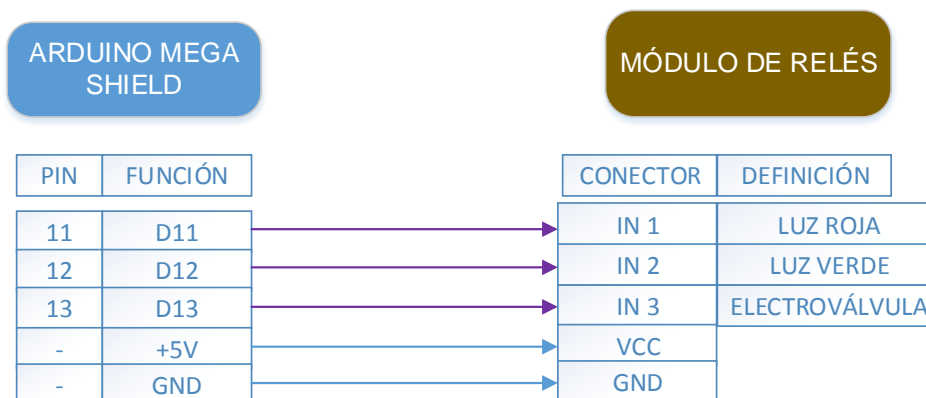 ARDUINO MEGA
SHIELD
MÓDULO DE RELÉS
PIN FUNCIÓN CONECTOR DEFINICIÓN
11 D11 IN 1 LUZ ROJA
12 D12 IN 2 LUZ VERDE
13 D13 IN 3 ELECTROVÁLVULA
- +5V VCC
- GND GND